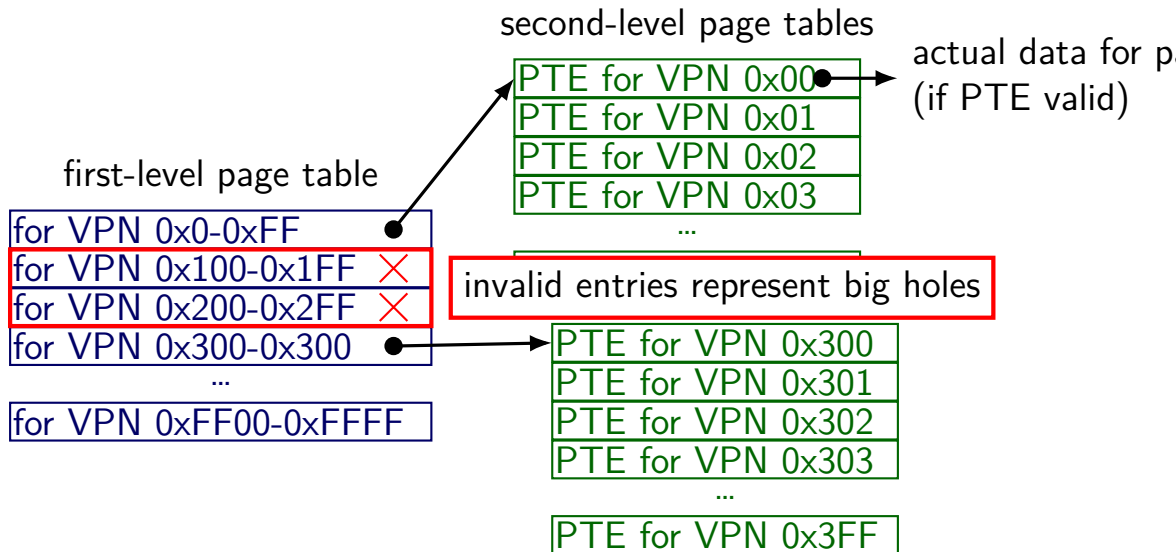 second-level page tables
PTE for VPN 0x00
PTE for VPN 0x01
PTE for VPN 0x02
PTE for VPN 0x03
...
actual data for pa
(if PTE valid)
first-level page table
for VPN 0x0-0xFF
for VPN 0x100-0x1FF
for VPN 0x200-0x2FF
for VPN 0x300-0x300
...
for VPN 0xFF00-0xFFFF
invalid entries represent big holes
PTE for VPN 0x300
PTE for VPN 0x301
PTE for VPN 0x302
PTE for VPN 0x303
...
PTE for VPN 0x3FF